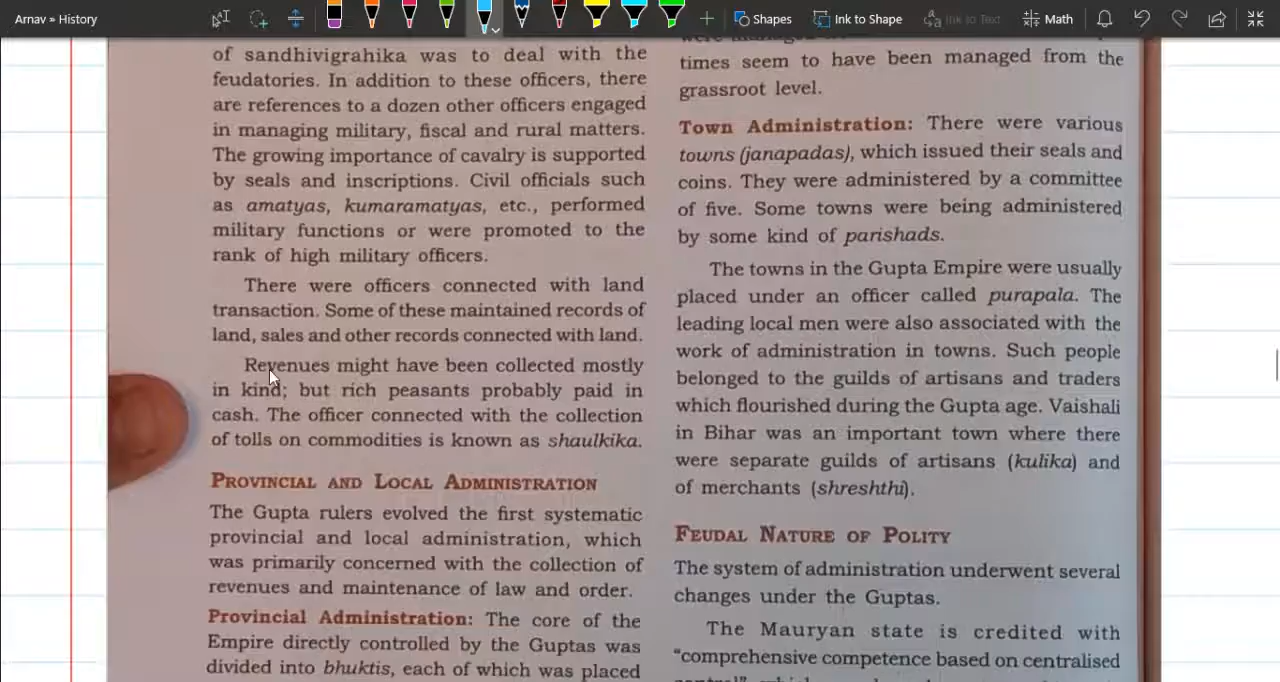 Arnav » History
Shapes
Ink to Shape
Ink to Text
Math
of sandhivigrahika was to deal with the
feudatories. In addition to these officers, there
are references to a dozen other officers engaged
in managing military, fiscal and rural matters.
The growing importance of cavalry is supported
by seals and inscriptions. Civil officials such
as amatyas, kumaramatyas, etc., performed
military functions or were promoted to the
rank of high military officers.
There were officers connected with land
transaction. Some of these maintained records of
land, sales and other records connected with land.
Revenues might have been collected mostly
in kind; but rich peasants probably paid in
cash. The officer connected with the collection
of tolls on commodities is known as shaulkika.
PROVINCIAL AND LOCAL ADMINISTRATION
The Gupta rulers evolved the first systematic
provincial and local administration, which
was primarily concerned with the collection of
revenues and maintenance of law and order.
Provincial Administration: The core of the
Empire directly controlled by the Guptas was
divided into bhuktis, each of which was placed
times seem to have been managed from the
grassroot level.
Town Administration: There were various
towns (janapadas), which issued their seals and
coins. They were administered by a committee
of five. Some towns were being administered
by some kind of parishads.
The towns in the Gupta Empire were usually
placed under an officer called purapala. The
leading local men were also associated with the
work of administration in towns. Such people
belonged to the guilds of artisans and traders
which flourished during the Gupta age. Vaishali
in Bihar was an important town where there
were separate guilds of artisans (kulika) and
of merchants (shreshthi).
FEUDAL NATURE OF POLITY
The system of administration underwent several
changes under the Guptas.
The Mauryan state is credited with
“comprehensive competence based on centralised